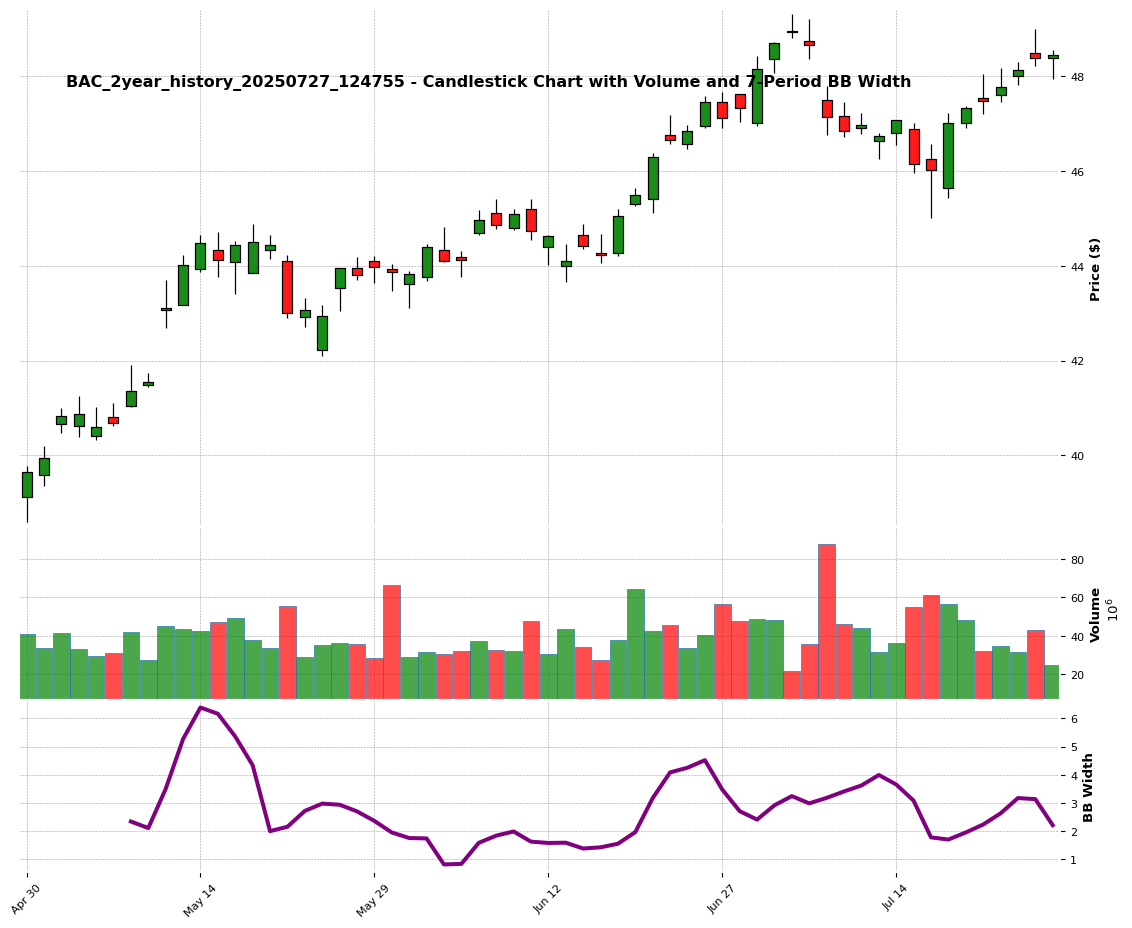 BAC_2year_history_20250727_124755 - Candlestick Chart with Volume and 7-Period BB Width
48
46
44
42
40
Price ($)
80
60
40
20
Volume
10^6
6
5
4
3
2
1
BB Width
Apr 30
May 14
May 29
Jun 12
Jun 27
Jul 14